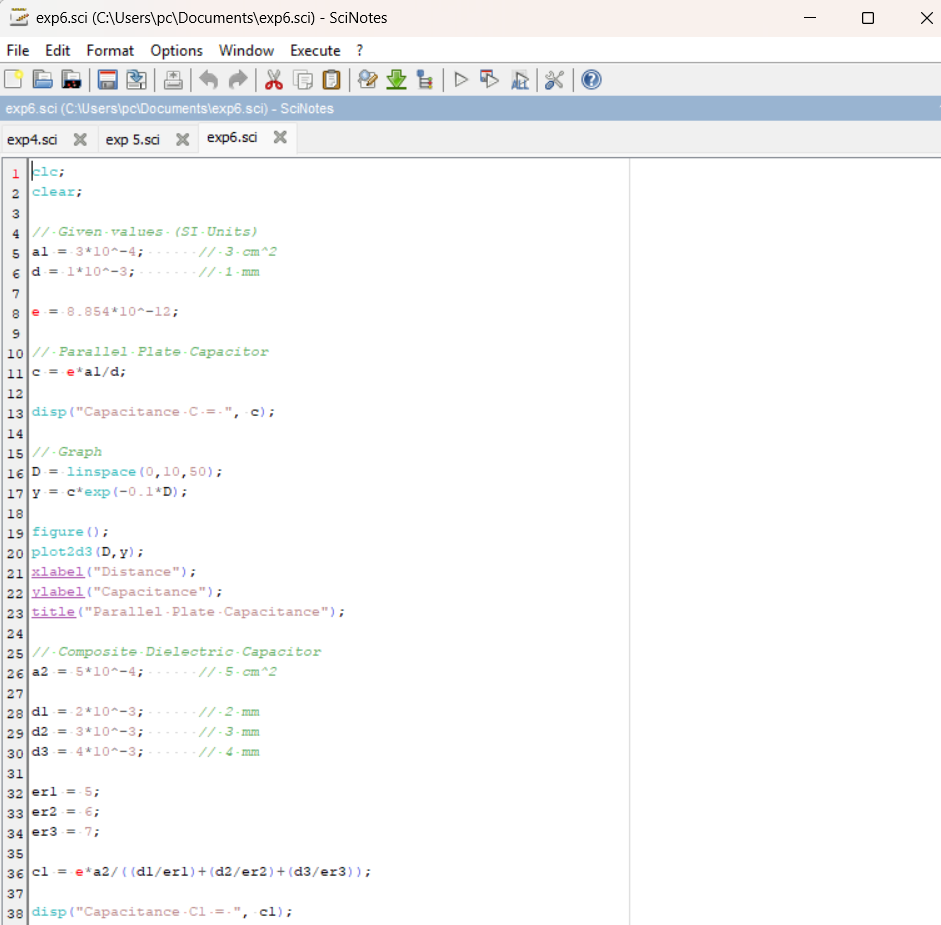 exp6.sci (C:\Users\pc\Documents\exp6.sci) - SciNotes
File Edit Format Options Window Execute ?
exp6.sci (C:\Users\pc\Documents\exp6.sci) - SciNotes
exp4.sci exp 5.sci exp6.sci
1 clc;
2 clear;
3
4 // Given values (SI Units)
5 a1 = 3*10^-4;      // 3 cm^2
6 d = 1*10^-3;       // 1 mm
7
8 e = 8.854*10^-12;
9
10 // Parallel Plate Capacitor
11 c = e*a1/d;
12
13 disp("Capacitance C = ", c);
14
15 // Graph
16 D = linspace(0,10,50);
17 y = c*exp(-0.1*D);
18
19 figure();
20 plot2d3(D,y);
21 xlabel("Distance");
22 ylabel("Capacitance");
23 title("Parallel Plate Capacitance");
24
25 // Composite Dielectric Capacitor
26 a2 = 5*10^-4;      // 5 cm^2
27
28 d1 = 2*10^-3;      // 2 mm
29 d2 = 3*10^-3;      // 3 mm
30 d3 = 4*10^-3;      // 4 mm
31
32 er1 = 5;
33 er2 = 6;
34 er3 = 7;
35
36 c1 = e*a2/((d1/er1)+(d2/er2)+(d3/er3));
37
38 disp("Capacitance C1 = ", c1);